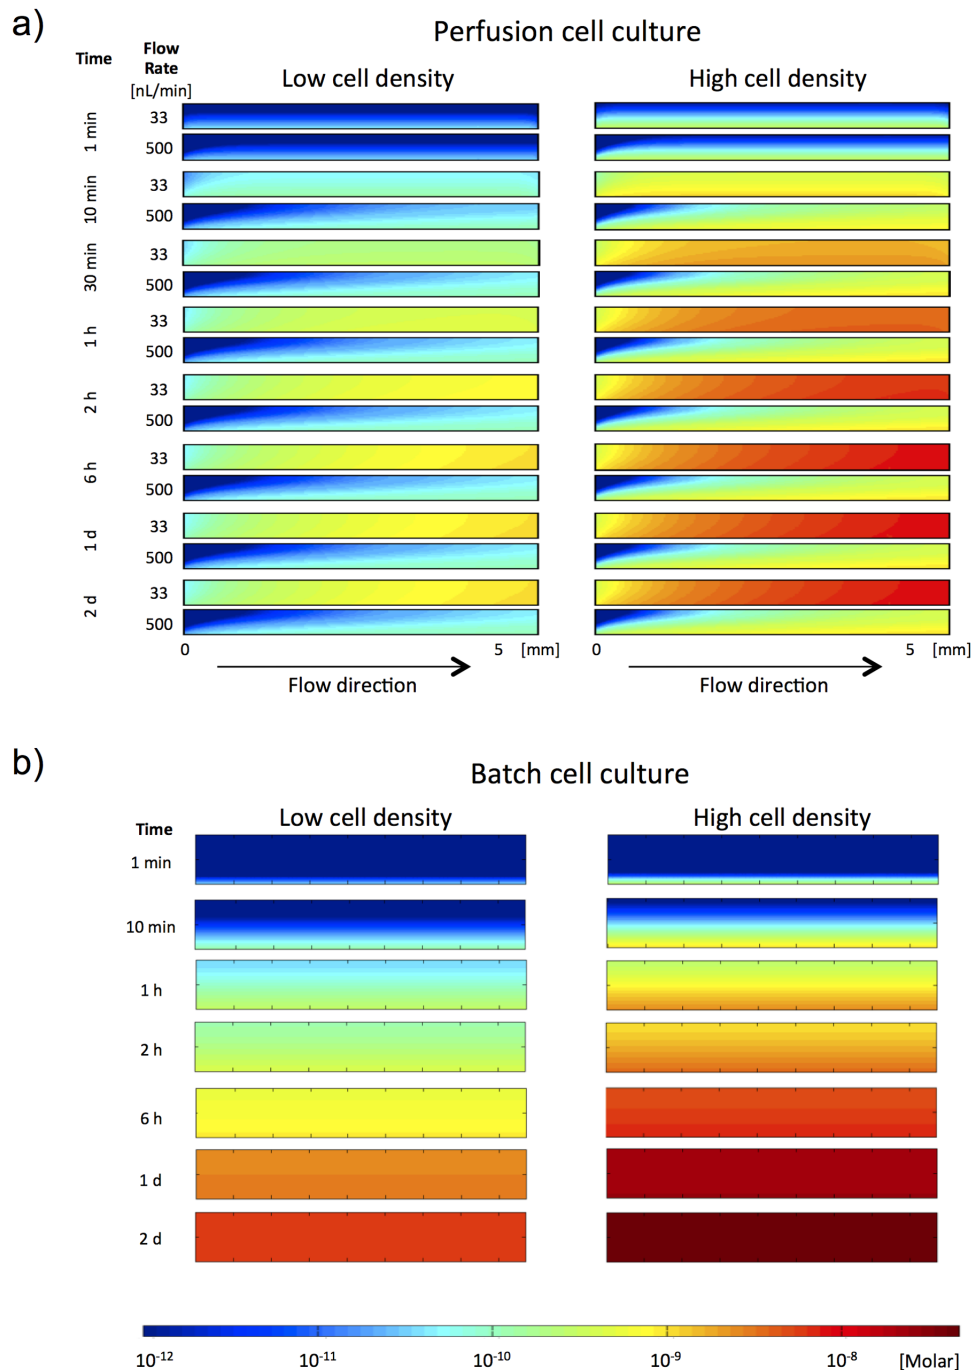 a)
Perfusion cell culture
Time
Flow Rate
[nL/min]
Low cell density
High cell density
1 min
33
500
10 min
33
500
30 min
33
500
1 h
33
500
2 h
33
500
6 h
33
500
1 d
33
500
2 d
33
500
0 5 [mm]
0 5 [mm]
Flow direction
Flow direction
b)
Batch cell culture
Time
Low cell density
High cell density
1 min
10 min
1 h
2 h
6 h
1 d
2 d
10⁻¹² 10⁻¹¹ 10⁻¹⁰ 10⁻⁹ 10⁻⁸ [Molar]